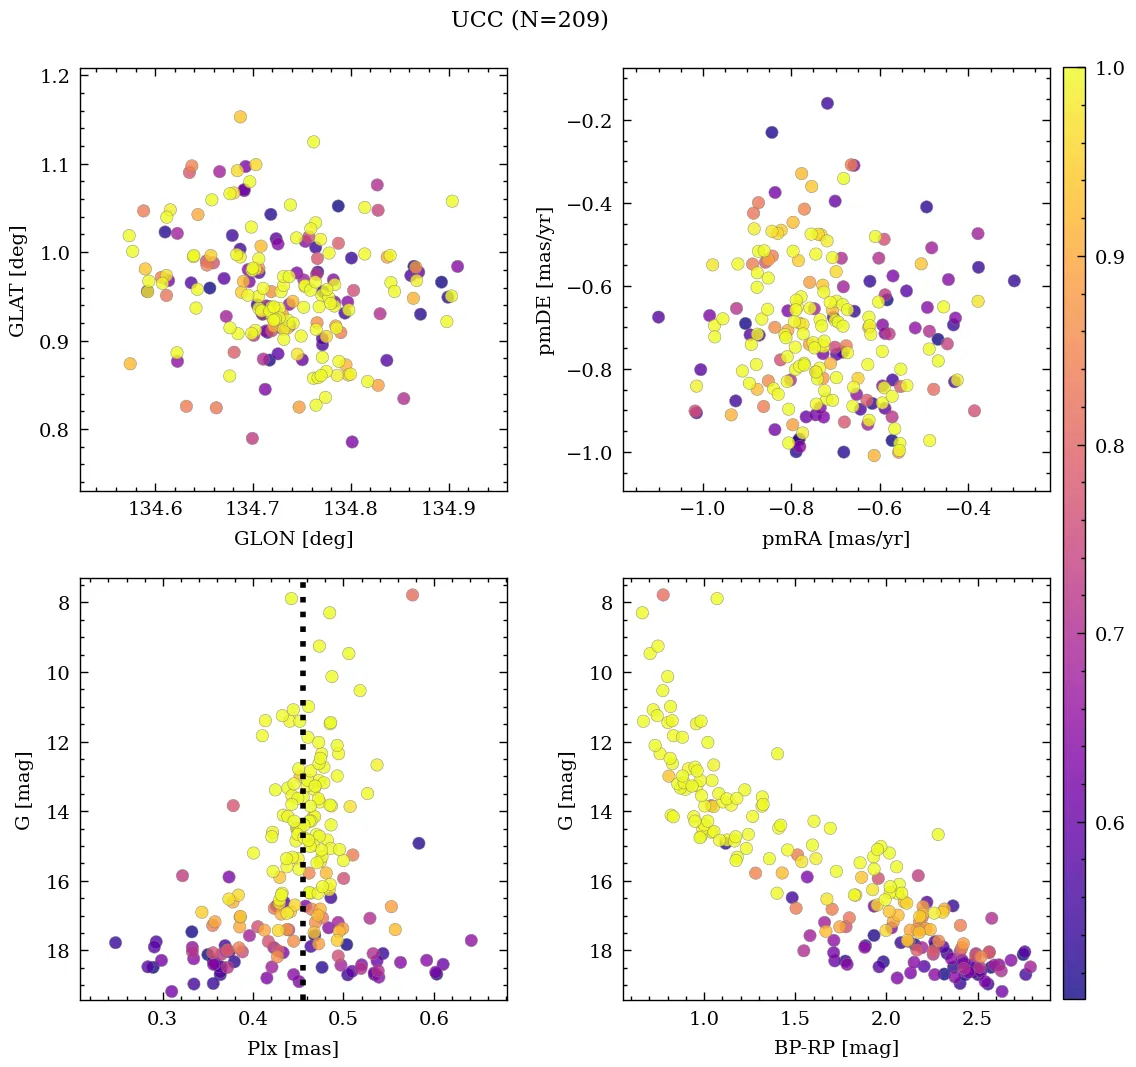 UCC (N=209)
1.2
1.1
1.0
0.9
0.8
134.6 134.7 134.8 134.9
GLAT [deg]
GLON [deg]
−0.2
−0.4
−0.6
−0.8
−1.0
−1.0 −0.8 −0.6 −0.4
pmDE [mas/yr]
pmRA [mas/yr]
8
10
12
14
16
18
0.3 0.4 0.5 0.6
G [mag]
Plx [mas]
8
10
12
14
16
18
1.0 1.5 2.0 2.5
G [mag]
BP-RP [mag]
1.0
0.9
0.8
0.7
0.6